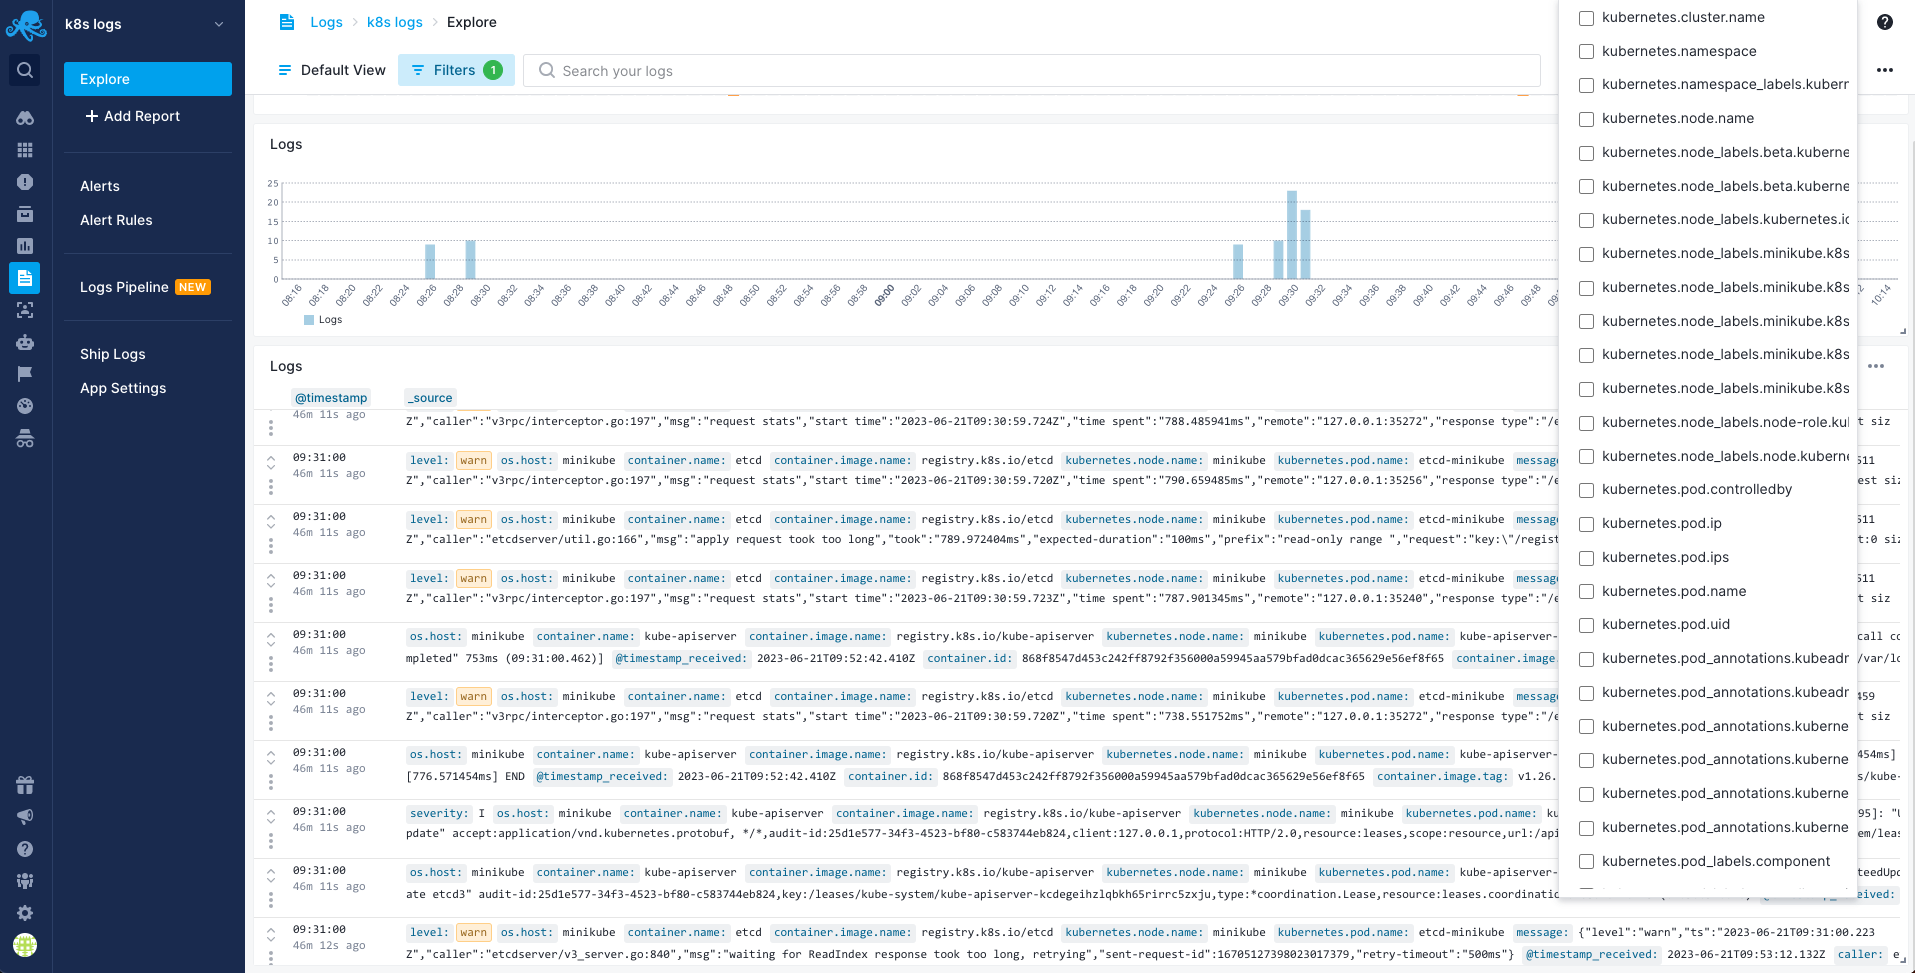 k8s logs
Explore
Add Report
Alerts
Alert Rules
Logs Pipeline NEW
Ship Logs
App Settings
Logs k8s logs Explore
Default View Filters 1 Search your logs
Logs
25
20
15
10
5
0
08:16 08:18 08:20 08:22 08:24 08:26 08:28 08:30 08:32 08:34 08:36 08:38 08:40 08:42 08:44 08:46 08:48 08:50 08:52 08:54 08:56 08:58 09:00 09:02 09:04 09:06 09:08 09:10 09:12 09:14 09:16 09:18 09:20 09:22 09:24 09:26 09:28 09:30 09:32 09:34 09:36 09:38 09:40 09:42 09:44 09:46 09:48 10:14
Logs
Logs
@timestamp _source
46m 11s ago
Z","caller":"v3rpc/interceptor.go:197","msg":"request stats","start time":"2023-06-21T09:30:59.724Z","time spent":"788.485941ms","remote":"127.0.0.1:35272","response type":"/e t siz
09:31:00 level: warn os.host: minikube container.name: etcd container.image.name: registry.k8s.io/etcd kubernetes.node.name: minikube kubernetes.pod.name: etcd-minikube message 511
46m 11s ago Z","caller":"v3rpc/interceptor.go:197","msg":"request stats","start time":"2023-06-21T09:30:59.720Z","time spent":"790.659485ms","remote":"127.0.0.1:35256","response type":"/e est siz
09:31:00 level: warn os.host: minikube container.name: etcd container.image.name: registry.k8s.io/etcd kubernetes.node.name: minikube kubernetes.pod.name: etcd-minikube messag 511
46m 11s ago Z","caller":"etcdserver/util.go:166","msg":"apply request took too long","took":"789.972404ms","expected-duration":"100ms","prefix":"read-only range ","request":"key:\"/regist t:0 siz
09:31:00 level: warn os.host: minikube container.name: etcd container.image.name: registry.k8s.io/etcd kubernetes.node.name: minikube kubernetes.pod.name: etcd-minikube messag 511
46m 11s ago Z","caller":"v3rpc/interceptor.go:197","msg":"request stats","start time":"2023-06-21T09:30:59.723Z","time spent":"787.901345ms","remote":"127.0.0.1:35240","response type":"/e t siz
09:31:00 os.host: minikube container.name: kube-apiserver container.image.name: registry.k8s.io/kube-apiserver kubernetes.node.name: minikube kubernetes.pod.name: kube-apiserver- call co
46m 11s ago mpleted" 753ms (09:31:00.462)] @timestamp_received: 2023-06-21T09:52:42.410Z container.id: 868f8547d453c242ff8792f356000a59945aa579bfad0dcac365629e56ef8f65 container.image. /var/lo
09:31:00 level: warn os.host: minikube container.name: etcd container.image.name: registry.k8s.io/etcd kubernetes.node.name: minikube kubernetes.pod.name: etcd-minikube messag 459
46m 11s ago Z","caller":"v3rpc/interceptor.go:197","msg":"request stats","start time":"2023-06-21T09:30:59.720Z","time spent":"738.551752ms","remote":"127.0.0.1:35272","response type":"/e t siz
09:31:00 os.host: minikube container.name: kube-apiserver container.image.name: registry.k8s.io/kube-apiserver kubernetes.node.name: minikube kubernetes.pod.name: kube-apiserver- 454ms]
46m 11s ago [776.571454ms] END @timestamp_received: 2023-06-21T09:52:42.410Z container.id: 868f8547d453c242ff8792f356000a59945aa579bfad0dcac365629e56ef8f65 container.image.tag: v1.26. s/kube-
09:31:00 severity: I os.host: minikube container.name: kube-apiserver container.image.name: registry.k8s.io/kube-apiserver kubernetes.node.name: minikube kubernetes.pod.name: ku 95]: "U
46m 11s ago pdate" accept:application/vnd.kubernetes.protobuf, */*,audit-id:25d1e577-34f3-4523-bf80-c583744eb824,client:127.0.0.1,protocol:HTTP/2.0,resource:leases,scope:resource,url:/api m/leas
09:31:00 os.host: minikube container.name: kube-apiserver container.image.name: registry.k8s.io/kube-apiserver kubernetes.node.name: minikube kubernetes.pod.name: kube-apiserver- teedUpd
46m 11s ago ate etcd3" audit-id:25d1e577-34f3-4523-bf80-c583744eb824,key:/leases/kube-system/kube-apiserver-kcdegeihzlqbkh65rirrc5zxju,type:*coordination.Lease,resource:leases.coordinatio eived:
09:31:00 level: warn os.host: minikube container.name: etcd container.image.name: registry.k8s.io/etcd kubernetes.node.name: minikube kubernetes.pod.name: etcd-minikube message: {"level":"warn","ts":"2023-06-21T09:31:00.223
46m 12s ago Z","caller":"etcdserver/v3_server.go:840","msg":"waiting for ReadIndex response took too long, retrying","sent-request-id":16705127398023017379,"retry-timeout":"500ms"} @timestamp_received: 2023-06-21T09:53:12.132Z caller: e
kubernetes.cluster.name
kubernetes.namespace
kubernetes.namespace_labels.kubern
kubernetes.node.name
kubernetes.node_labels.beta.kuberne
kubernetes.node_labels.beta.kuberne
kubernetes.node_labels.kubernetes.io
kubernetes.node_labels.minikube.k8s
kubernetes.node_labels.minikube.k8s
kubernetes.node_labels.minikube.k8s
kubernetes.node_labels.minikube.k8s
kubernetes.node_labels.minikube.k8s
kubernetes.node_labels.node-role.kul
kubernetes.node_labels.node.kuberne
kubernetes.pod.controlledby
kubernetes.pod.ip
kubernetes.pod.ips
kubernetes.pod.name
kubernetes.pod.uid
kubernetes.pod_annotations.kubeadr
kubernetes.pod_annotations.kubeadr
kubernetes.pod_annotations.kuberne
kubernetes.pod_annotations.kuberne
kubernetes.pod_annotations.kuberne
kubernetes.pod_annotations.kuberne
kubernetes.pod_labels.component